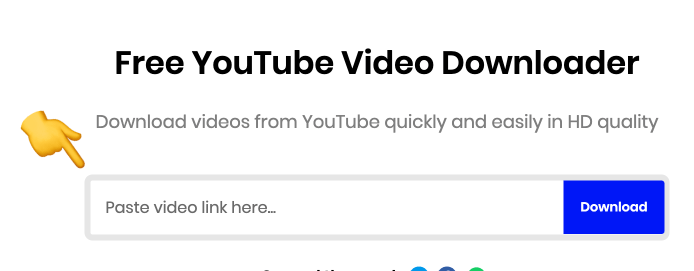 Free YouTube Video Downloader
Download videos from YouTube quickly and easily in HD quality
Paste video link here...
Download